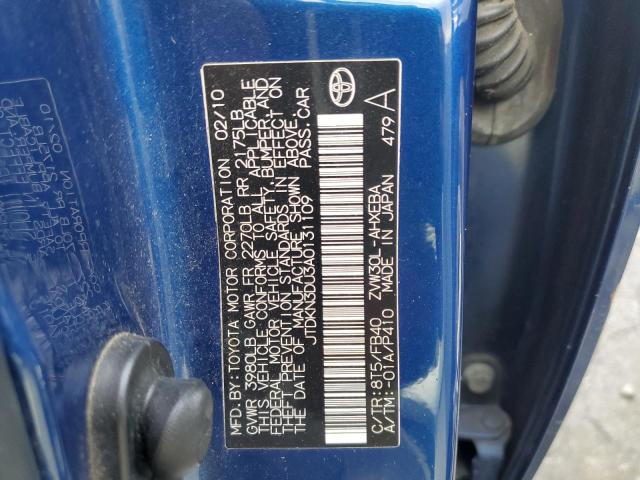 MFD. BY: TOYOTA MOTOR CORPORATION 02/10
GVWR 3980LB GAWR FR 2270LB RR 2175LB
THIS VEHICLE CONFORMS TO ALL APPLICABLE
FEDERAL MOTOR VEHICLE SAFETY, BUMPER, AND
THEFT PREVENTION STANDARDS IN EFFECT ON
THE DATE OF MANUFACTURE SHOWN ABOVE.
JTDKN3DU3A0131109 PASS. CAR
C/TR: 8T5/FB40 ZVW30L-AHXEBA
A/TM: -01A/P410 MADE IN JAPAN 479 A